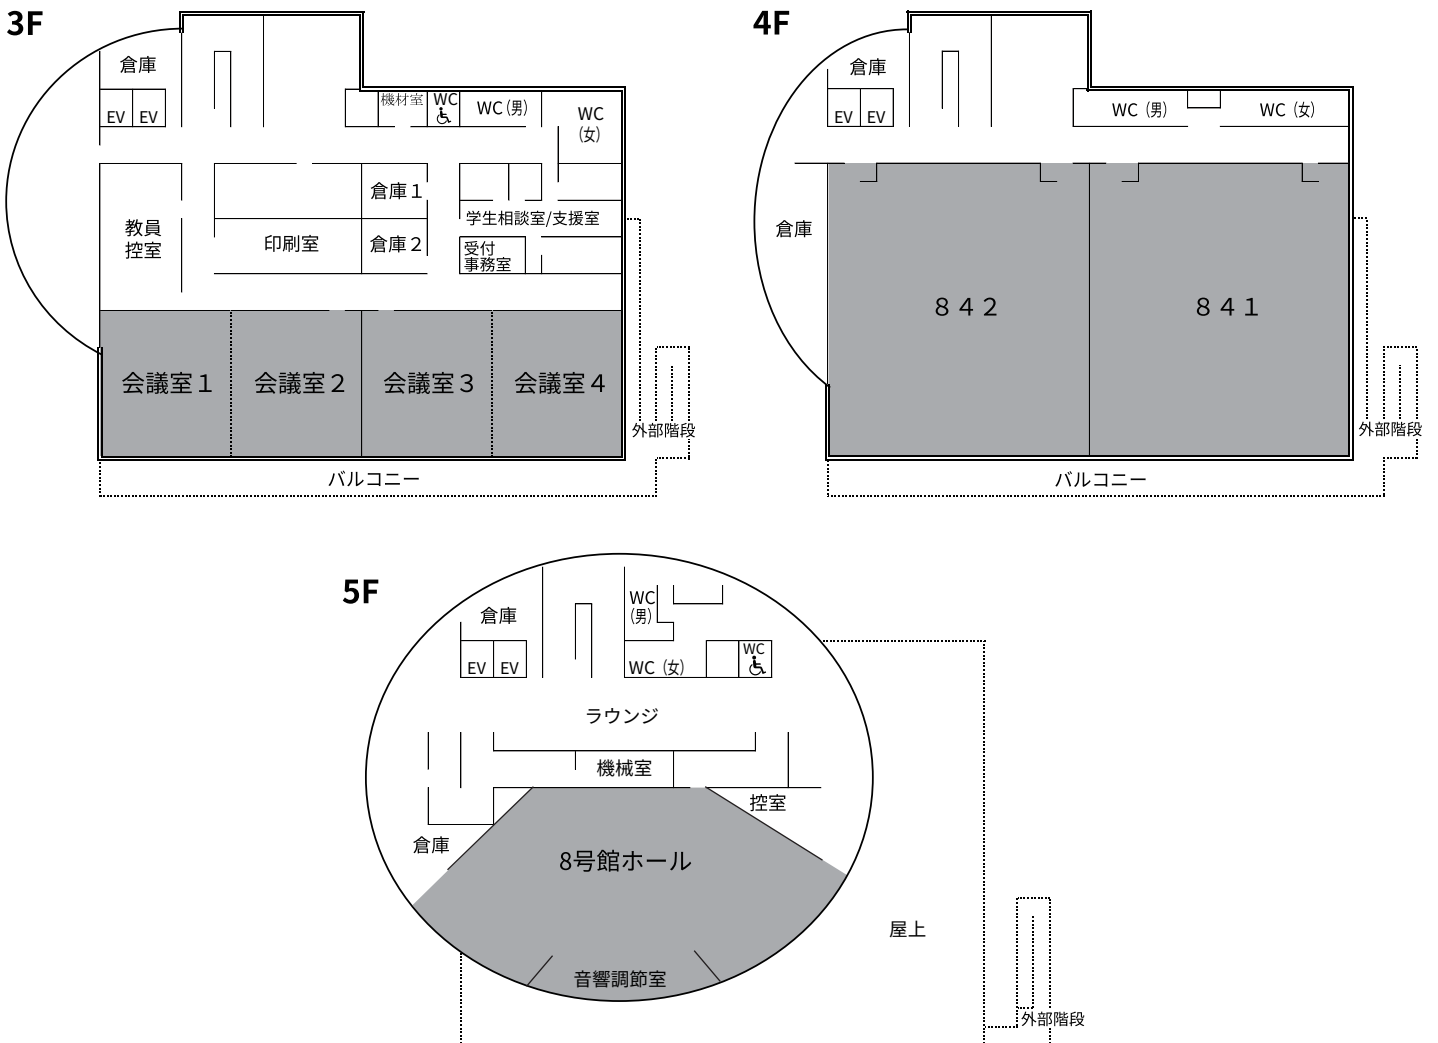 3F
倉庫
EV EV
機材室
WC
WC(男)
WC
(女)
教員
控室
印刷室
倉庫1
倉庫2
学生相談室/支援室
受付
事務室
会議室1
会議室2
会議室3
会議室4
外部階段
バルコニー
4F
倉庫
EV EV
WC(男)
WC(女)
倉庫
842
841
外部階段
バルコニー
5F
倉庫
EV EV
WC
(男)
WC(女)
WC
ラウンジ
機械室
控室
倉庫
8号館ホール
音響調節室
屋上
外部階段